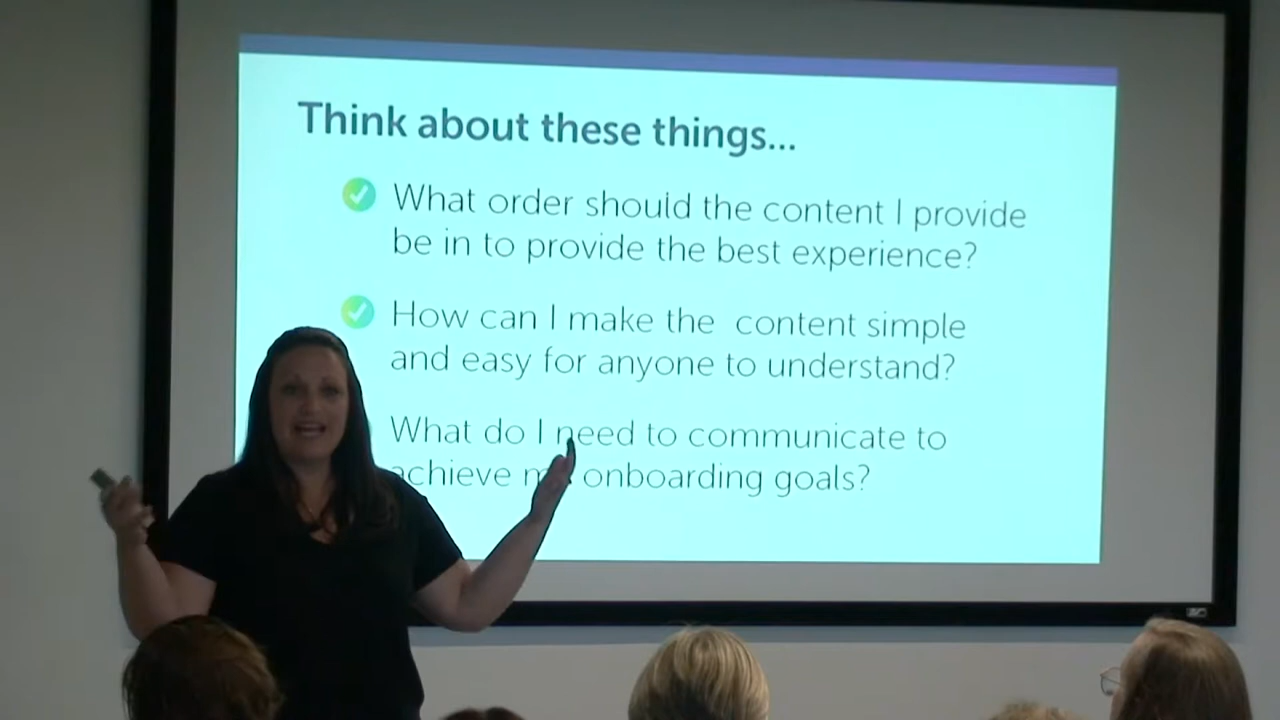 Think about these things...
What order should the content I provide
be in to provide the best experience?
How can I make the content simple
and easy for anyone to understand?
What do I need to communicate to
achieve onboarding goals?